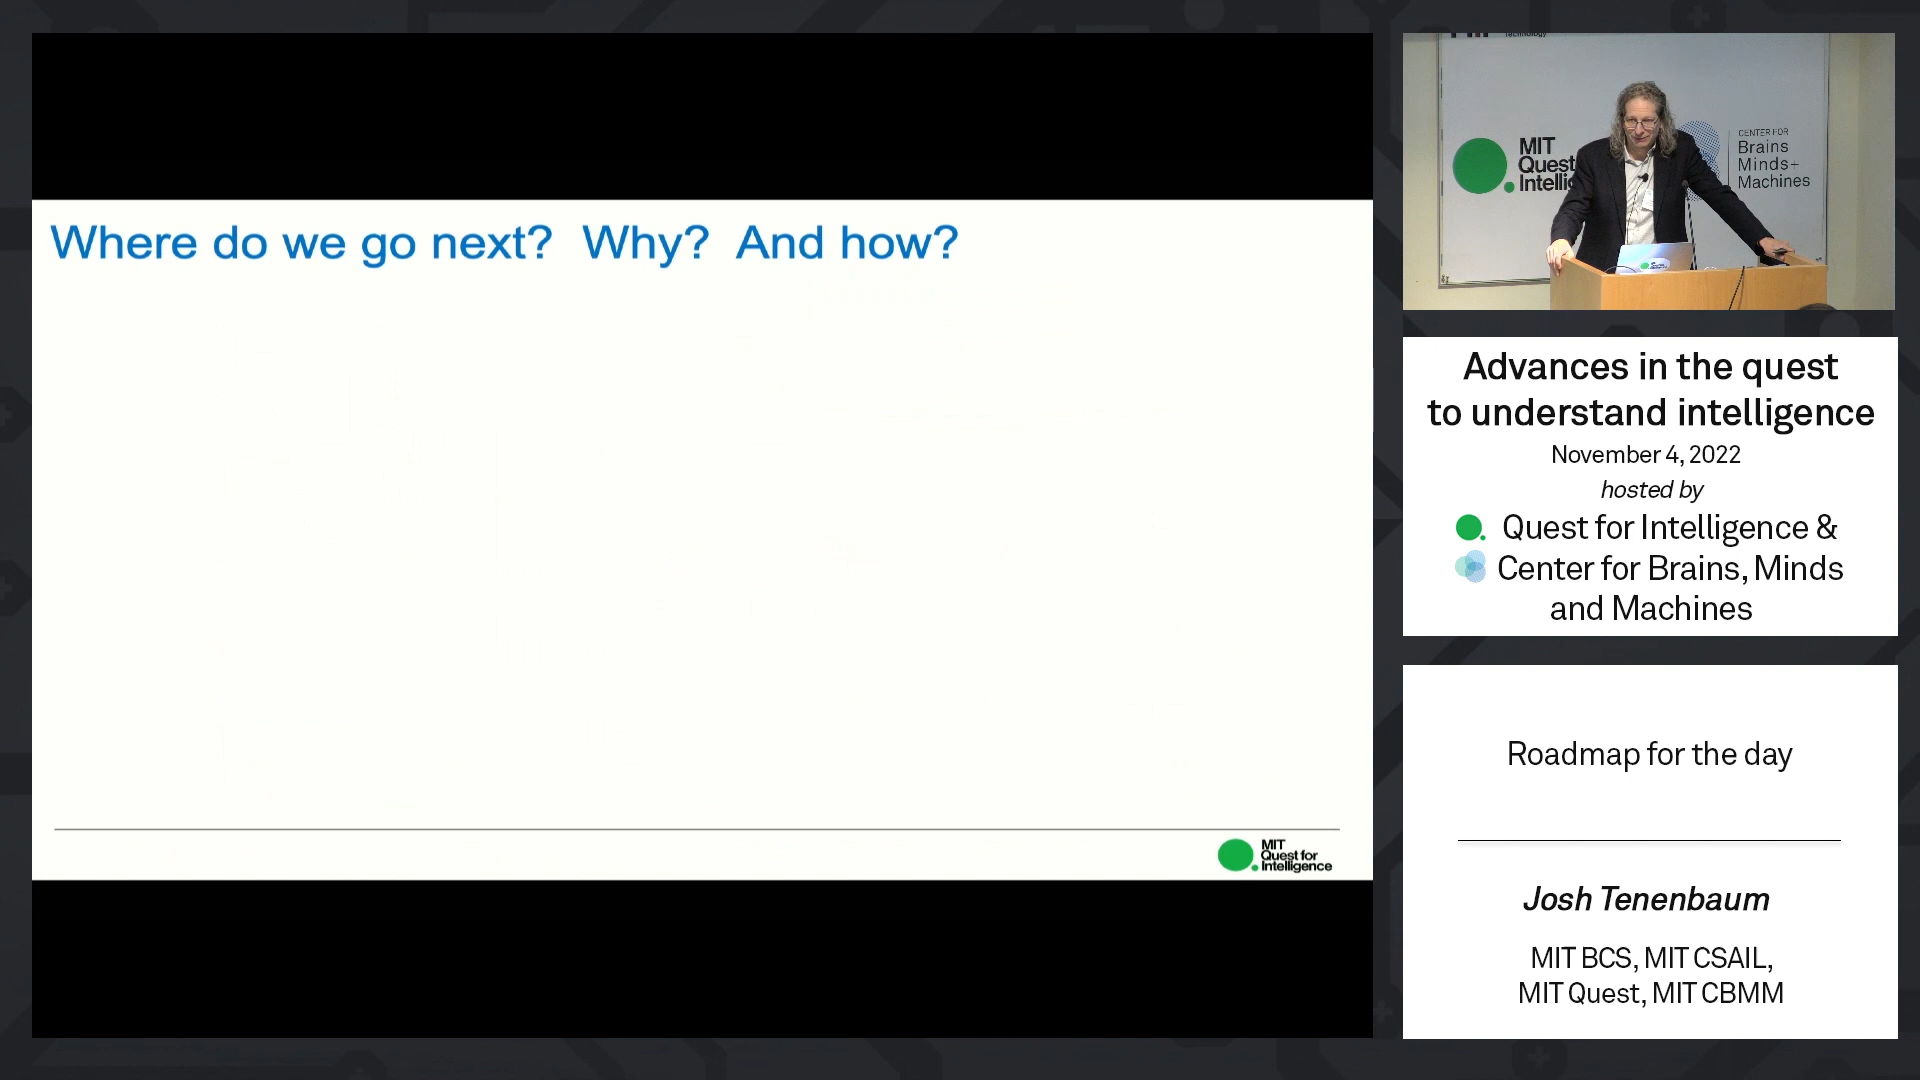 Where do we go next? Why? And how?
MIT
Quest for
Intelligence
Technology
MIT
Quest
CENTER FOR
Brains
Minds+
Machines
Advances in the quest
to understand intelligence
November 4, 2022
hosted by
Quest for Intelligence &
Center for Brains, Minds
and Machines
Roadmap for the day
Josh Tenenbaum
MIT BCS, MIT CSAIL,
MIT Quest, MIT CBMM